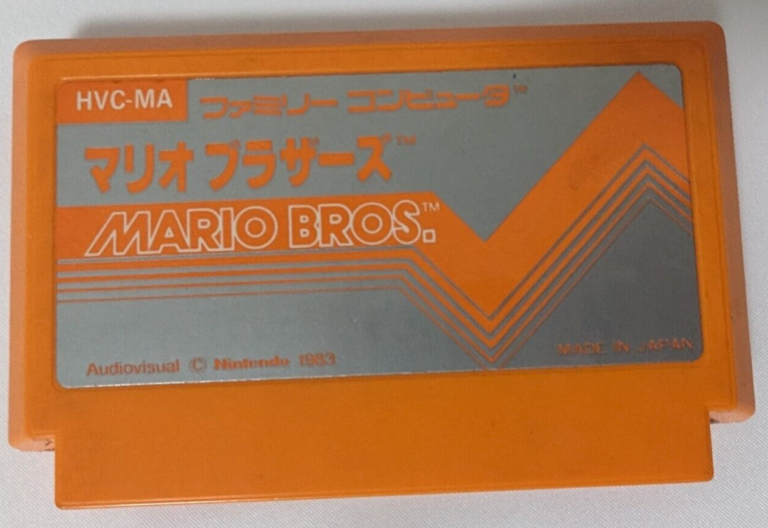 HVC-MA ファミリー コンピュータ™
マリオ ブラザーズ™
MARIO BROS.™
Audiovisual © Nintendo 1983
MADE IN JAPAN